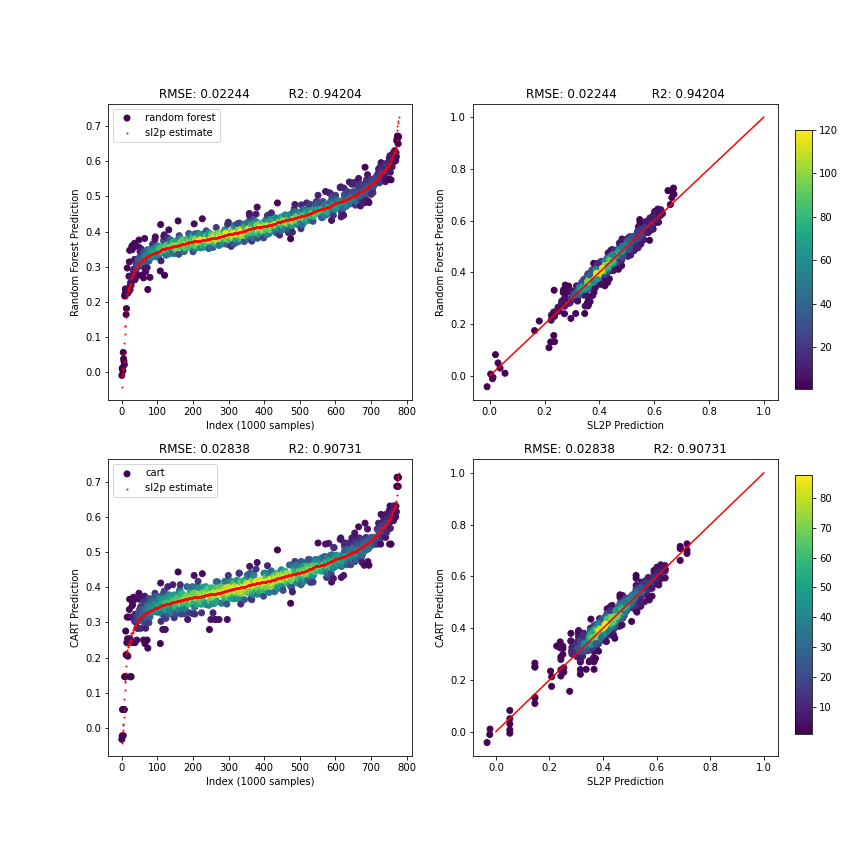 RMSE: 0.02244 R2: 0.94204
random forest
sl2p estimate
0.7
0.6
0.5
0.4
0.3
0.2
0.1
0.0
Random Forest Prediction
0 100 200 300 400 500 600 700 800
Index (1000 samples)
RMSE: 0.02244 R2: 0.94204
1.0
0.8
0.6
0.4
0.2
0.0
Random Forest Prediction
0.0 0.2 0.4 0.6 0.8 1.0
SL2P Prediction
120
100
80
60
40
20
RMSE: 0.02838 R2: 0.90731
cart
sl2p estimate
0.7
0.6
0.5
0.4
0.3
0.2
0.1
0.0
CART Prediction
0 100 200 300 400 500 600 700 800
Index (1000 samples)
RMSE: 0.02838 R2: 0.90731
1.0
0.8
0.6
0.4
0.2
0.0
CART Prediction
0.0 0.2 0.4 0.6 0.8 1.0
SL2P Prediction
80
70
60
50
40
30
20
10